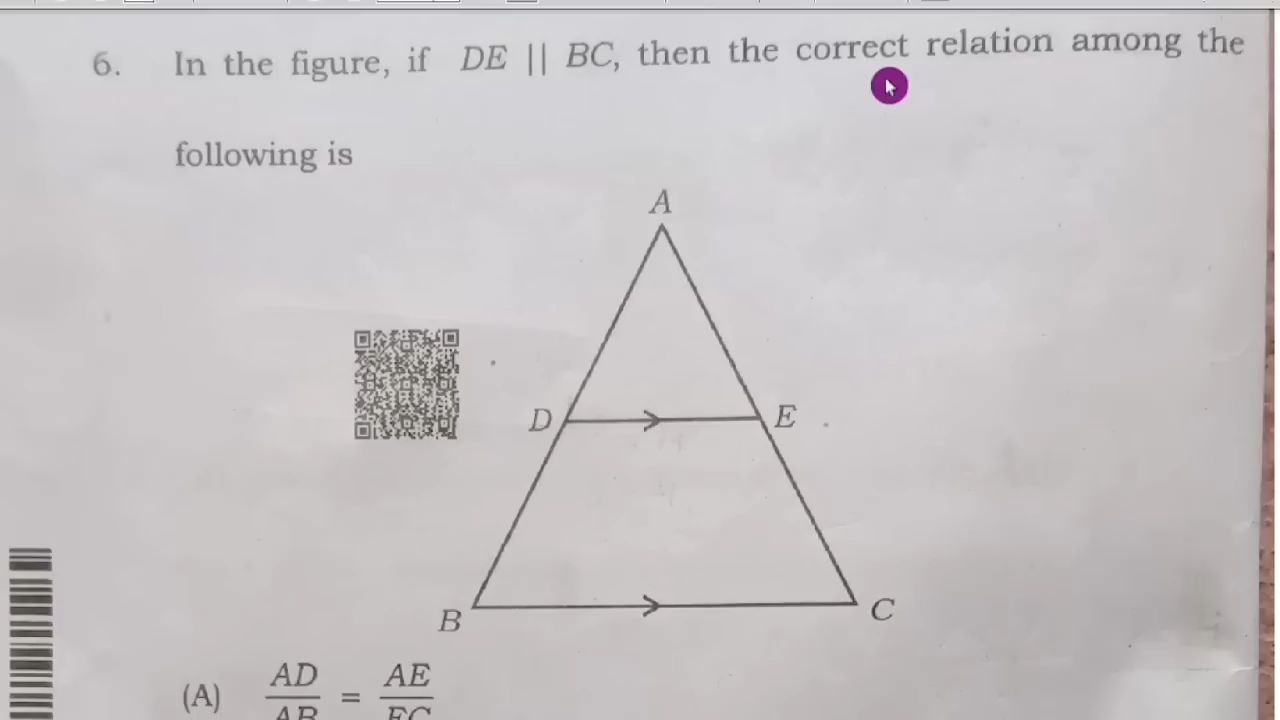 6. In the figure, if DE || BC, then the correct relation among the
following is
A
D
E
B
C
(A) AD/AB = AE/EC